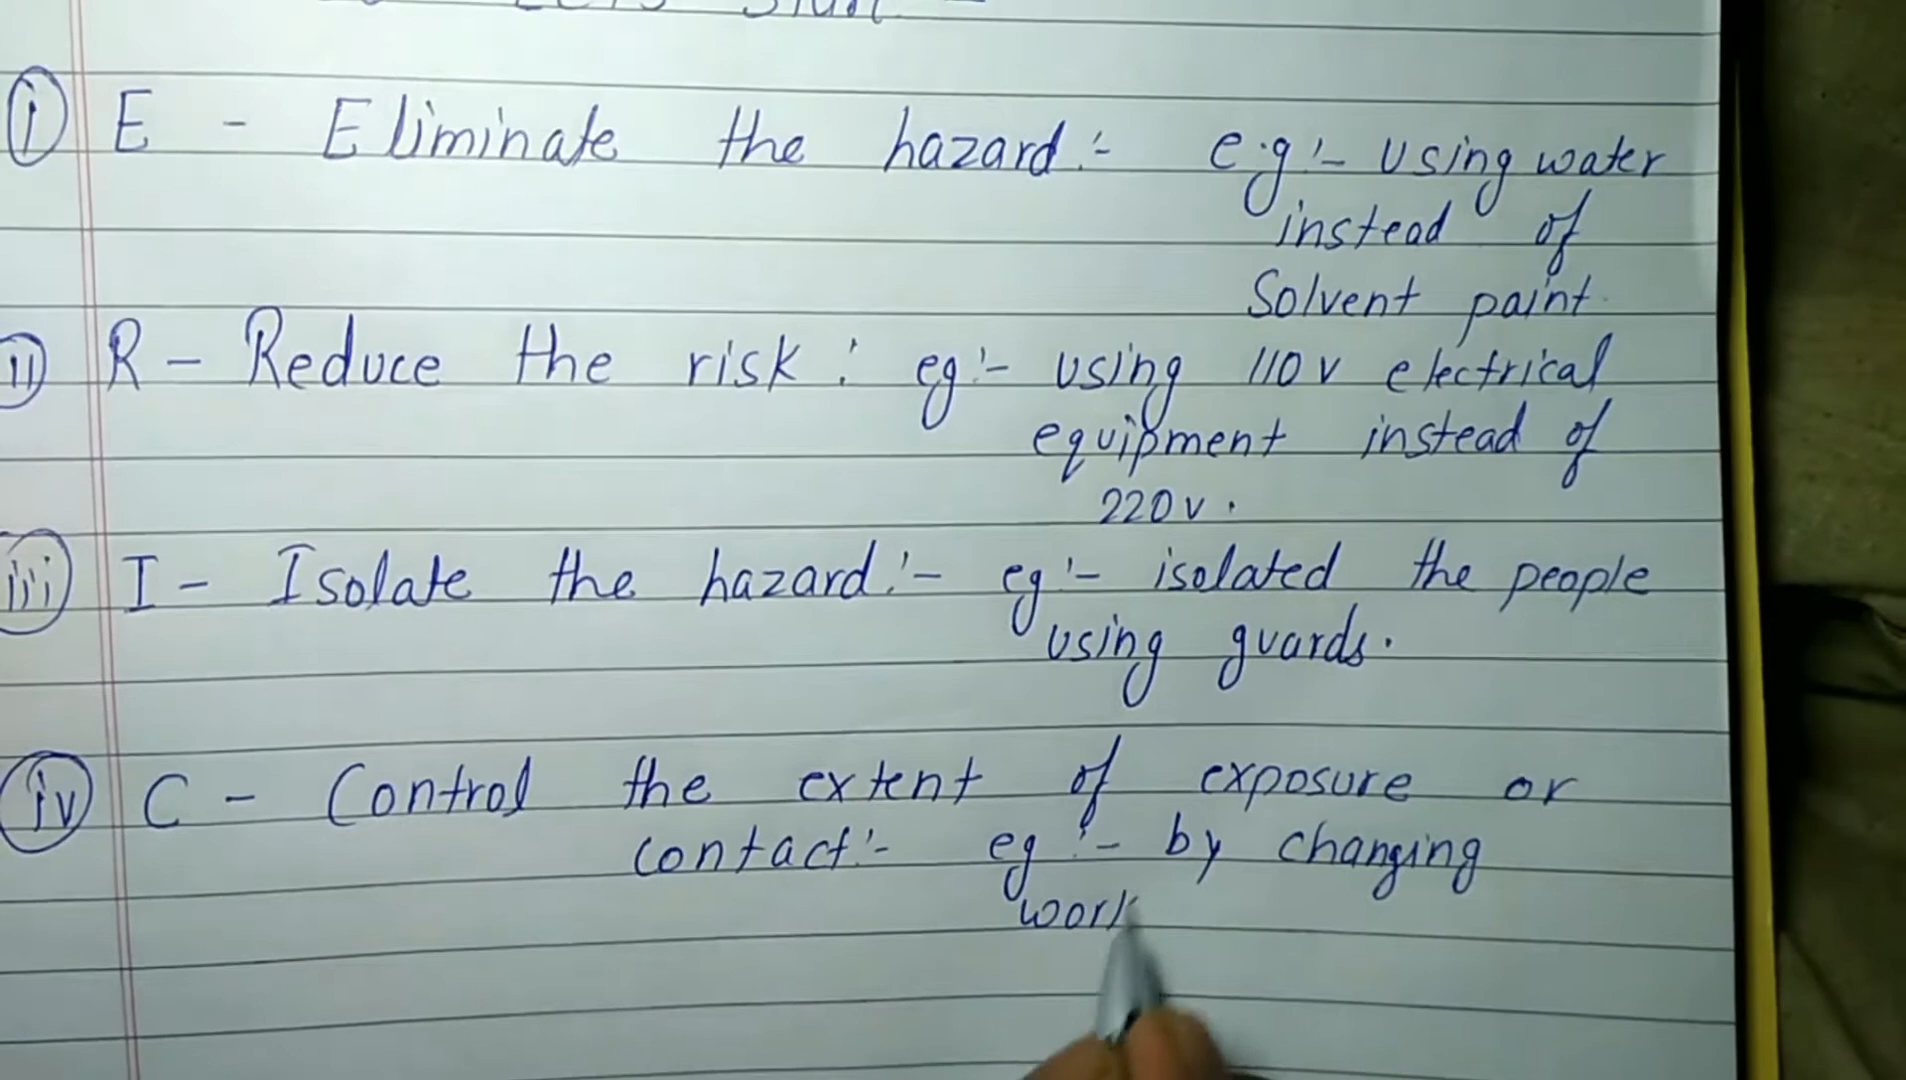 i E - Eliminate the hazard :- e.g :- using water
instead of
Solvent paint.
ii R - Reduce the risk : eg :- using 110 v electrical
equipment instead of
220 v .
iii I - Isolate the hazard :- eg :- isolated the people
using guards.
iv C - Control the extent of exposure or
contact :- eg :- by changing
work